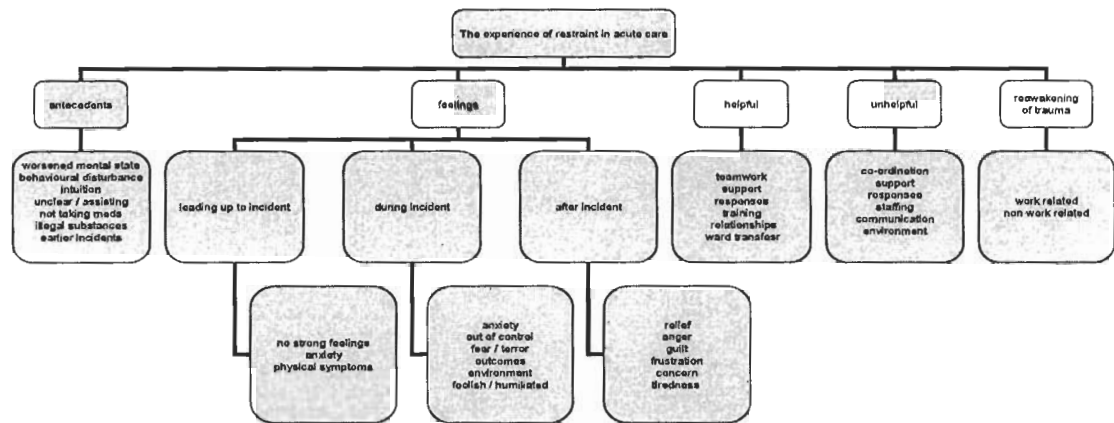 The experience of restraint in acute care
antecedents
feelings
helpful
unhelpful
reawakening
of trauma
worsened mental state
behavioural disturbance
intuition
unclear / assisting
not taking meds
illegal substances
earlier incidents
leading up to incident
during incident
after incident
teamwork
support
responses
training
relationships
ward transfer
co-ordination
support
responses
staffing
communication
environment
work related
non work related
no strong feelings
anxiety
physical symptoms
anxiety
out of control
fear / terror
outcomes
environment
foolish / humiliated
relief
anger
guilt
frustration
concern
tiredness